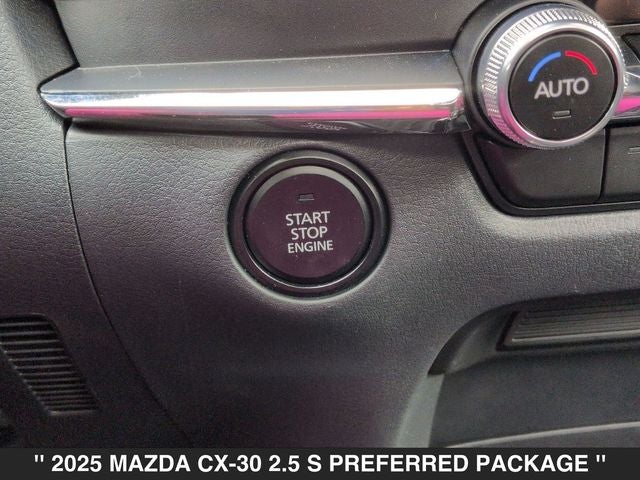 AUTO
START
STOP
ENGINE
" 2025 MAZDA CX-30 2.5 S PREFERRED PACKAGE "